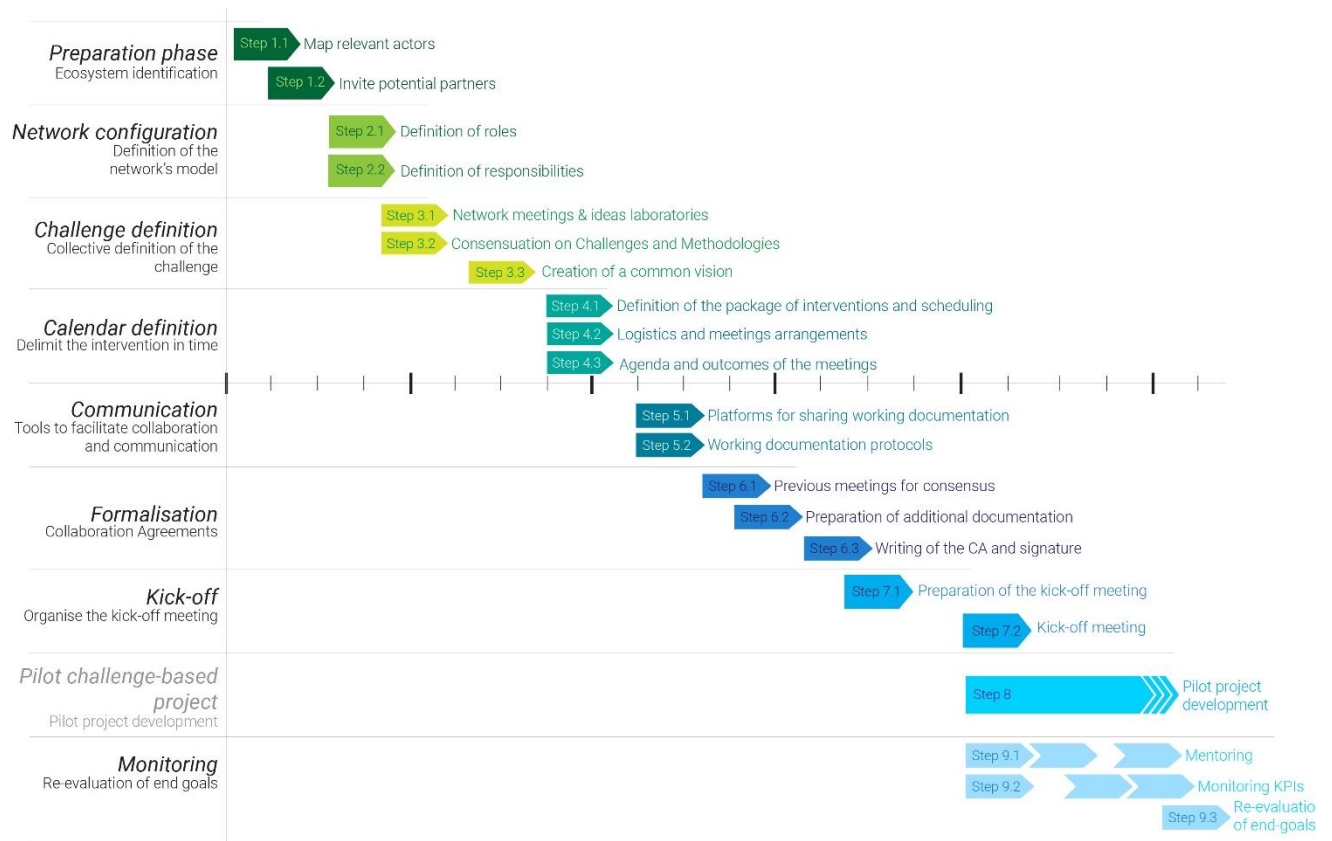 Preparation phase
Ecosystem identification
Step 1.1 Map relevant actors
Step 1.2 Invite potential partners
Network configuration
Definition of the
network's model
Step 2.1 Definition of roles
Step 2.2 Definition of responsibilities
Challenge definition
Collective definition of the
challenge
Step 3.1 Network meetings & ideas laboratories
Step 3.2 Consensuation on Challenges and Methodologies
Step 3.3 Creation of a common vision
Calendar definition
Delimit the intervention in time
Step 4.1 Definition of the package of interventions and scheduling
Step 4.2 Logistics and meetings arrangements
Step 4.3 Agenda and outcomes of the meetings
Communication
Tools to facilitate collaboration
and communication
Step 5.1 Platforms for sharing working documentation
Step 5.2 Working documentation protocols
Formalisation
Collaboration Agreements
Step 6.1 Previous meetings for consensus
Step 6.2 Preparation of additional documentation
Step 6.3 Writing of the CA and signature
Kick-off
Organise the kick-off meeting
Step 7.1 Preparation of the kick-off meeting
Step 7.2 Kick-off meeting
Pilot challenge-based
project
Pilot project development
Step 8 Pilot project
development
Monitoring
Re-evaluation of end goals
Step 9.1 Mentoring
Step 9.2 Monitoring KPIs
Step 9.3 Re-evaluatio
of end-goals